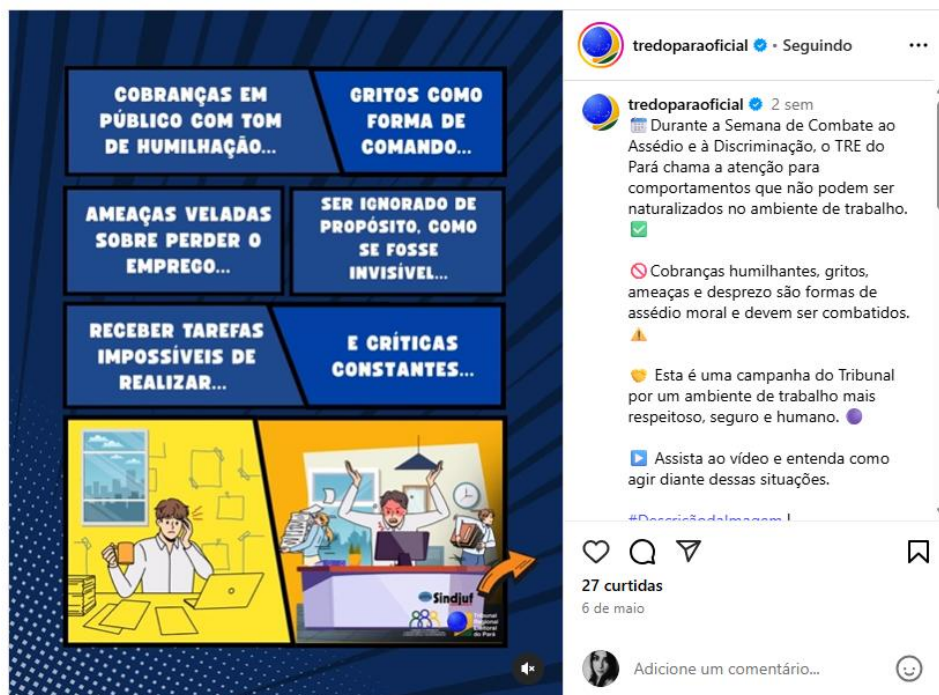 COBRANÇAS EM
PÚBLICO COM TOM
DE HUMILHAÇÃO...
GRITOS COMO
FORMA DE
COMANDO...
AMEAÇAS VELADAS
SOBRE PERDER O
EMPREGO...
SER IGNORADO DE
PROPÓSITO, COMO
SE FOSSE
INVISÍVEL...
RECEBER TAREFAS
IMPOSSÍVEIS DE
REALIZAR...
E CRÍTICAS
CONSTANTES...
Sindjuf
Tribunal
Regional
Eleitoral
do Pará
tredoparaoficial • Seguindo
tredoparaoficial 2 sem
Durante a Semana de Combate ao
Assédio e à Discriminação, o TRE do
Pará chama a atenção para
comportamentos que não podem ser
naturalizados no ambiente de trabalho.
Cobranças humilhantes, gritos,
ameaças e desprezo são formas de
assédio moral e devem ser combatidos.
Esta é uma campanha do Tribunal
por um ambiente de trabalho mais
respeitoso, seguro e humano.
Assista ao vídeo e entenda como
agir diante dessas situações.
#DescriçãodaImagem |
27 curtidas
6 de maio
Adicione um comentário...